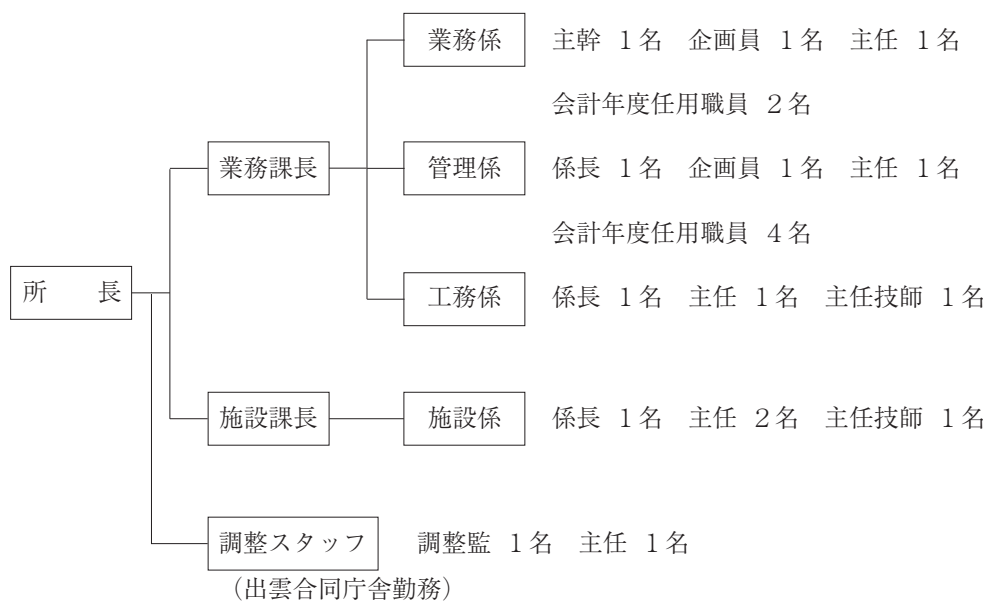 業務係　主幹 1名　企画員 1名　主任 1名
会計年度任用職員 2名
業務課長　管理係　係長 1名　企画員 1名　主任 1名
会計年度任用職員 4名
所　　長　工務係　係長 1名　主任 1名　主任技師 1名
施設課長　施設係　係長 1名　主任 2名　主任技師 1名
調整スタッフ　調整監 1名　主任 1名
（出雲合同庁舎勤務）